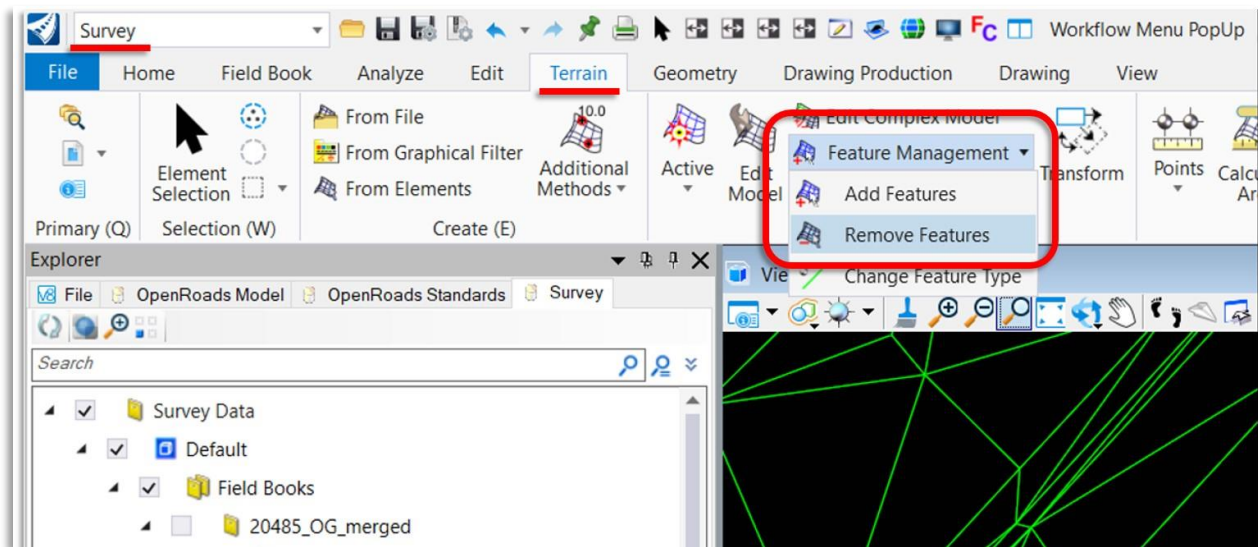 Survey
FC
Workflow Menu PopUp
File Home Field Book Analyze Edit Terrain Geometry Drawing Production Drawing View
From File
From Graphical Filter
From Elements
Element
Selection
10.0
Additional
Methods
Active
Edit
Model
Edit Complex Model
Feature Management
Add Features
Remove Features
Change Feature Type
Transform
Points
Primary (Q) Selection (W) Create (E)
Explorer
File OpenRoads Model OpenRoads Standards Survey
Search
Survey Data
Default
Field Books
20485_OG_merged